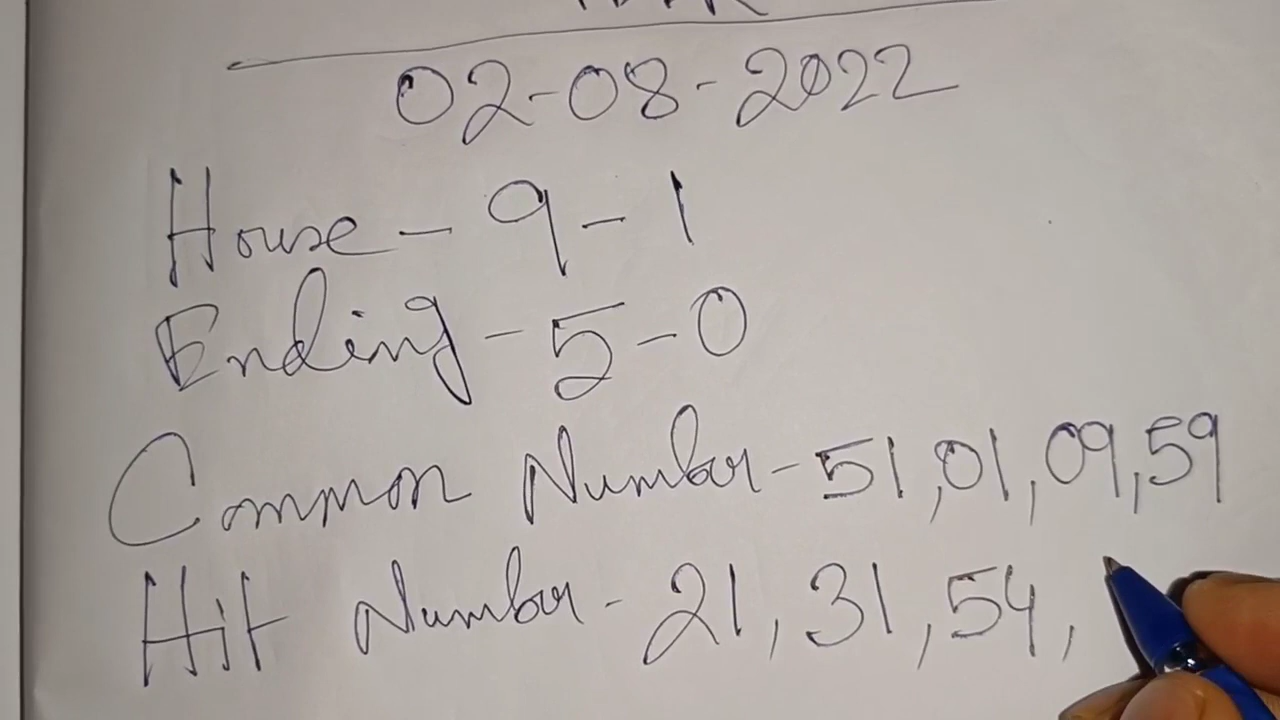 02-08-2022
House - 9 - 1
Ending - 5 - 0
Common Number - 51, 01, 09, 59
Hit Number - 21, 31, 54,